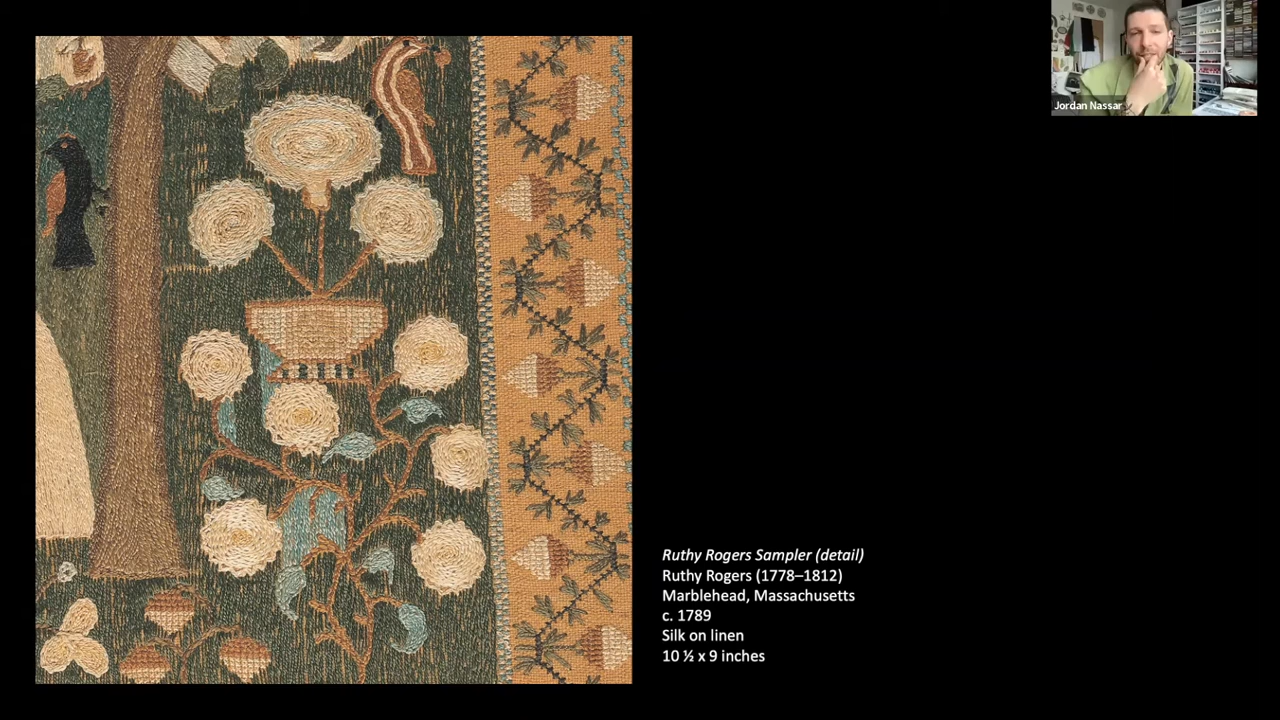 Jordan Nassar
Ruthy Rogers Sampler (detail)
Ruthy Rogers (1778–1812)
Marblehead, Massachusetts
c. 1789
Silk on linen
10 ½ x 9 inches